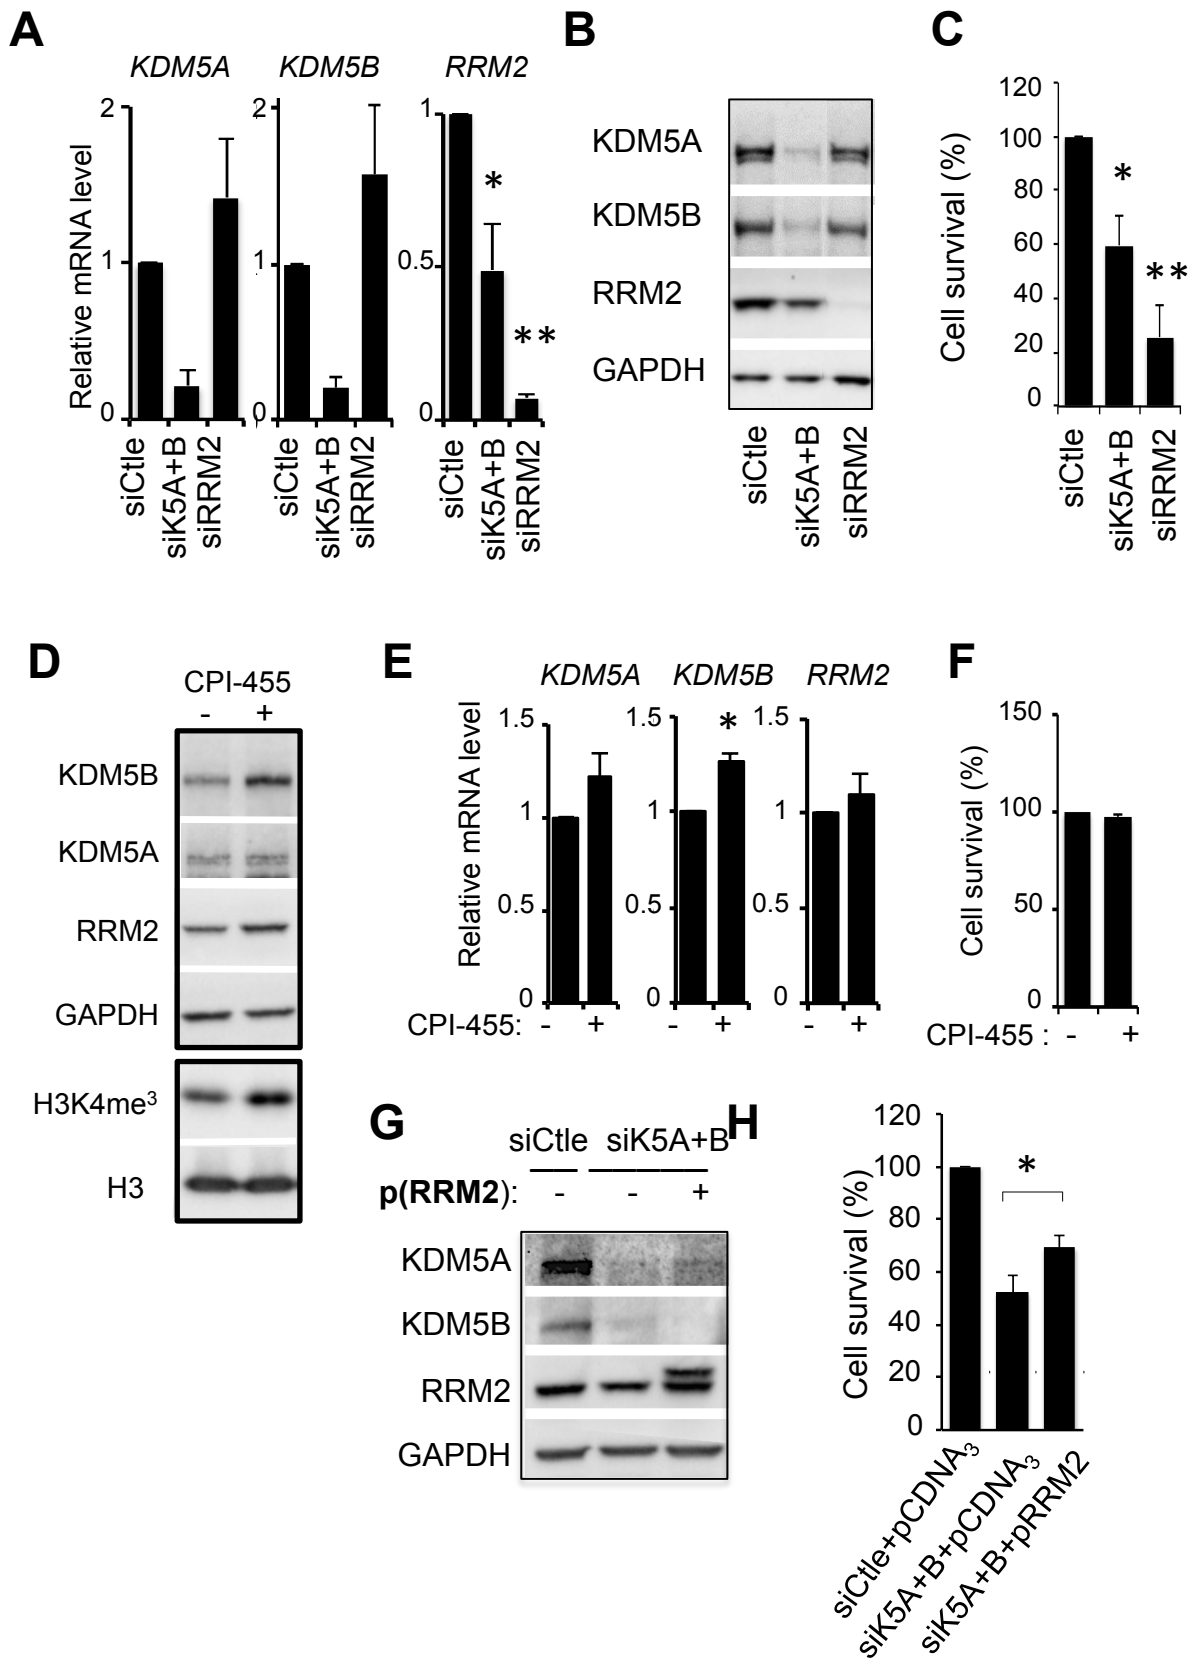 A
KDM5A KDM5B RRM2
Relative mRNA level
2
1
0
2
1
0
1
0.5
0
*
**
siCtle siK5A+B siRRM2
siCtle siK5A+B siRRM2
siCtle siK5A+B siRRM2
B
KDM5A
KDM5B
RRM2
GAPDH
siCtle siK5A+B siRRM2
C
Cell survival (%)
120
100
80
60
40
20
0
*
**
siCtle siK5A+B siRRM2
D
CPI-455
- +
KDM5B
KDM5A
RRM2
GAPDH
H3K4me³
H3
E
KDM5A KDM5B RRM2
Relative mRNA level
1.5
1
0.5
0
1.5
1
0.5
0
1.5
1
0.5
0
*
CPI-455: - + - + - +
F
Cell survival (%)
150
100
50
0
CPI-455 : - +
G
siCtle siK5A+B
p(RRM2): - - +
KDM5A
KDM5B
RRM2
GAPDH
H
Cell survival (%)
120
100
80
60
40
20
0
*
siCtle+pCDNA₃
siK5A+B+pCDNA₃
siK5A+B+pRRM2